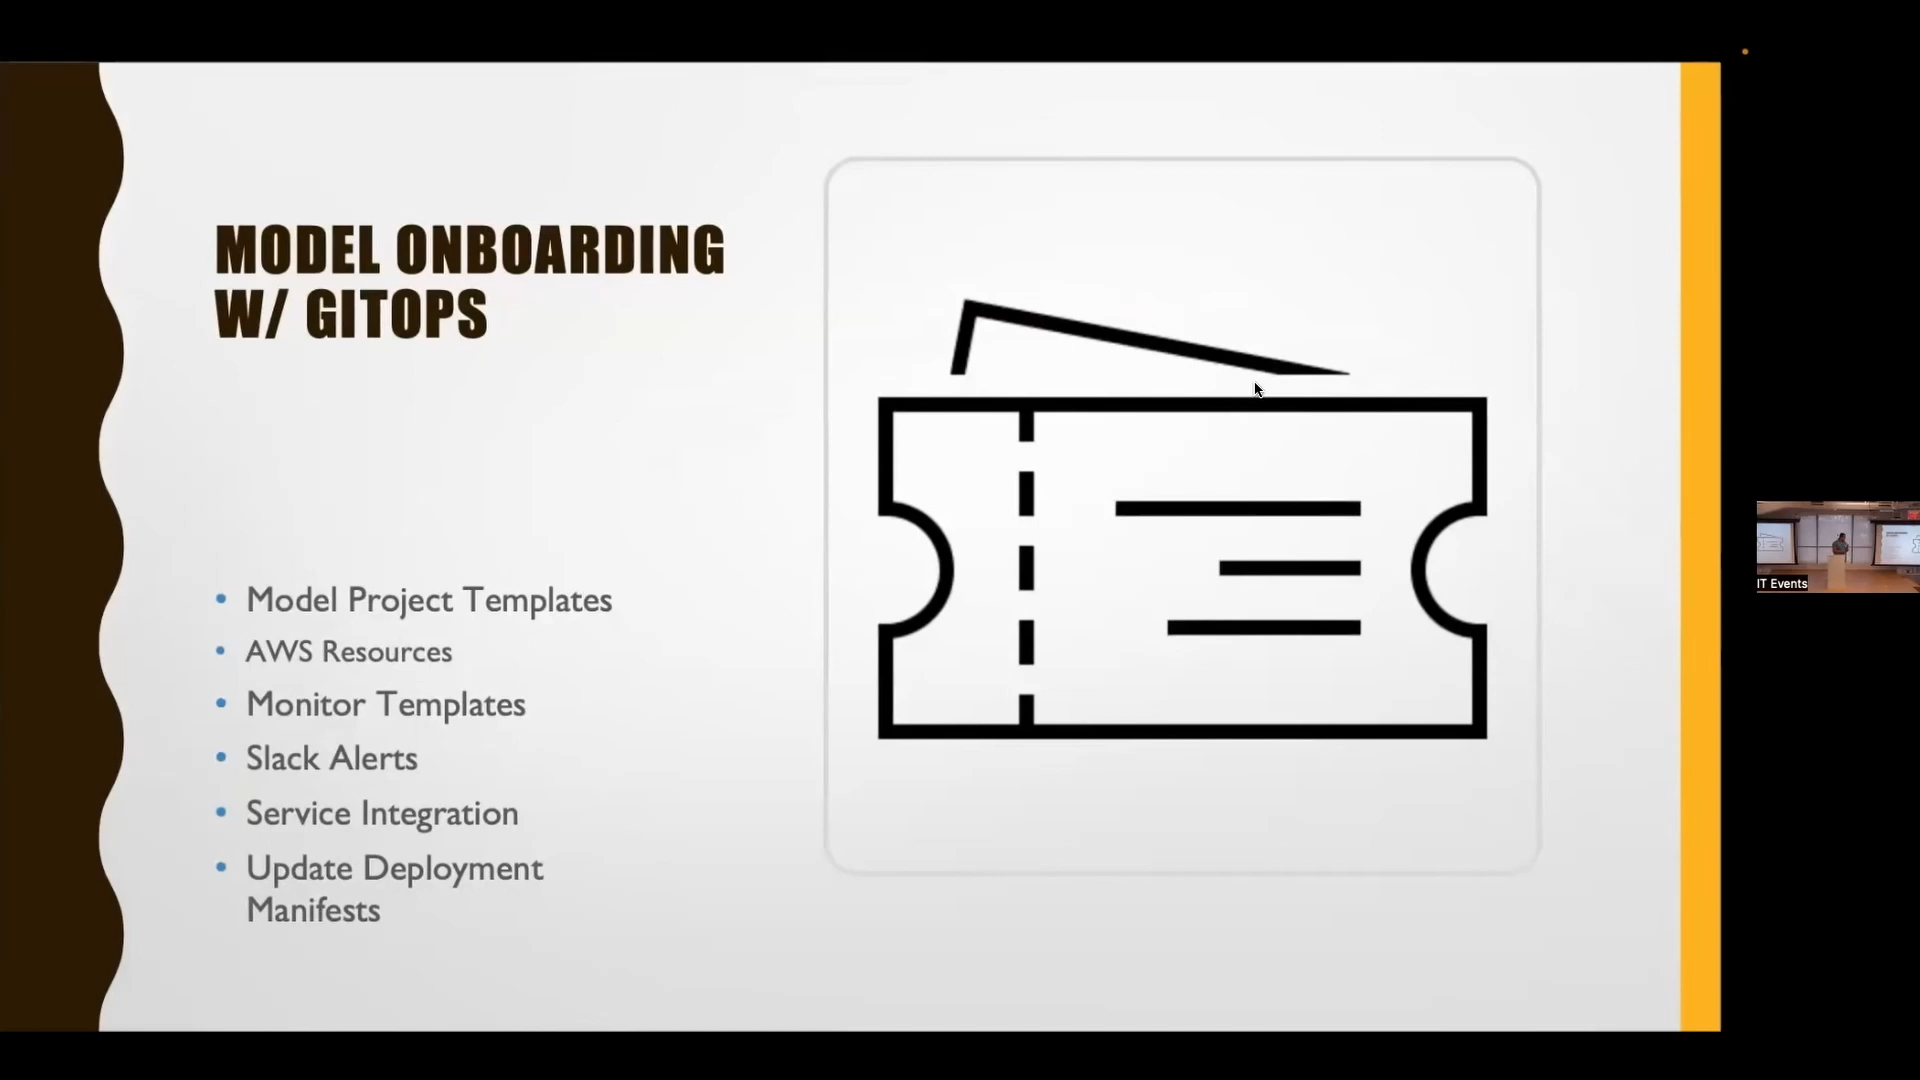 MODEL ONBOARDING
W/ GITOPS
• Model Project Templates
• AWS Resources
• Monitor Templates
• Slack Alerts
• Service Integration
• Update Deployment
Manifests
IT Events